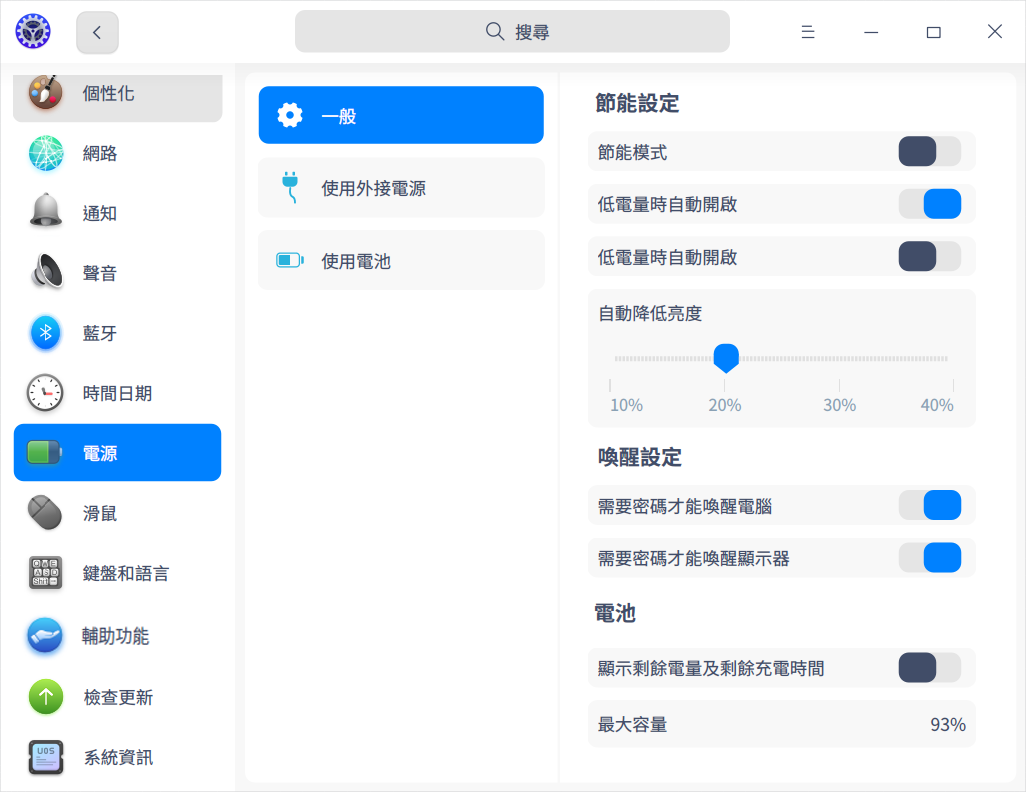 搜尋
個性化
網路
通知
聲音
藍牙
時間日期
電源
滑鼠
鍵盤和語言
輔助功能
檢查更新
UOS
系統資訊
一般
使用外接電源
使用電池
節能設定
節能模式
低電量時自動開啟
低電量時自動開啟
自動降低亮度
10% 20% 30% 40%
喚醒設定
需要密碼才能喚醒電腦
需要密碼才能喚醒顯示器
電池
顯示剩餘電量及剩餘充電時間
最大容量 93%